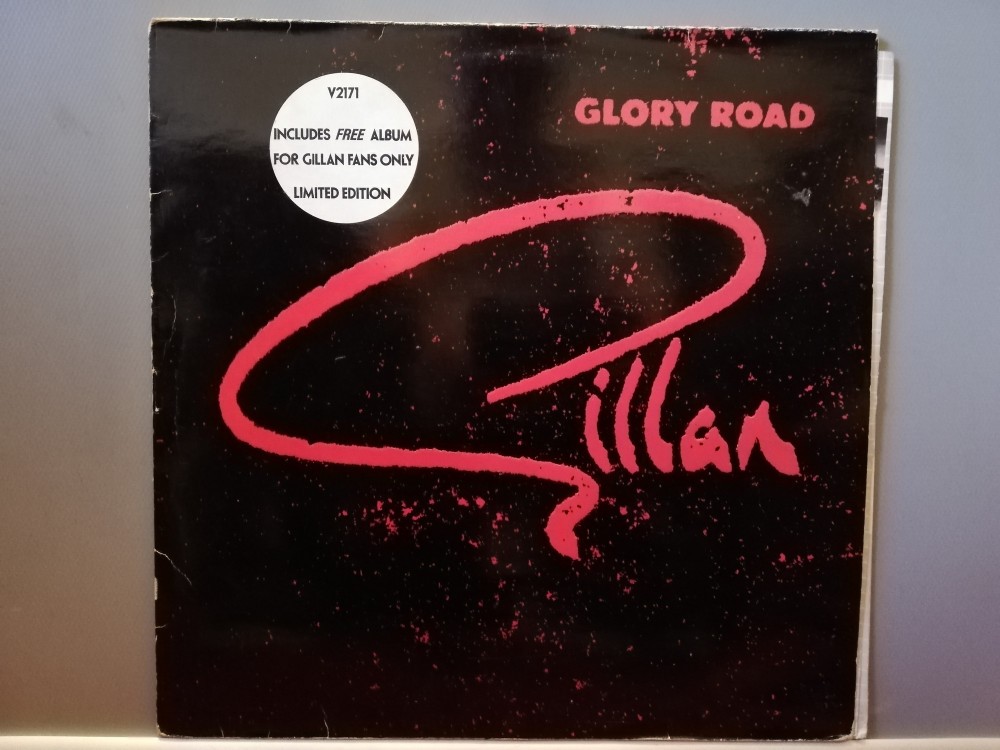 V2171
INCLUDES FREE ALBUM
FOR GILLAN FANS ONLY
LIMITED EDITION
GLORY ROAD
Gillan